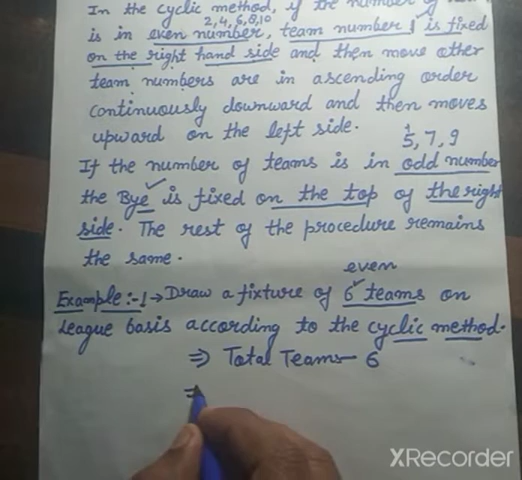 In the cyclic method, if the number of
2,4,6,8,10
is in even number, team number 1 is fixed
on the right hand side and then move other
team numbers are in ascending order
continuously downward and then moves
upward on the left side.
5, 7, 9
If the number of teams is in odd number
the Bye is fixed on the top of the right
side. The rest of the procedure remains
the same.
even
Example:-1→Draw a fixture of 6 teams on
League basis according to the cyclic method.
⇒ Total Teams- 6
XRecorder